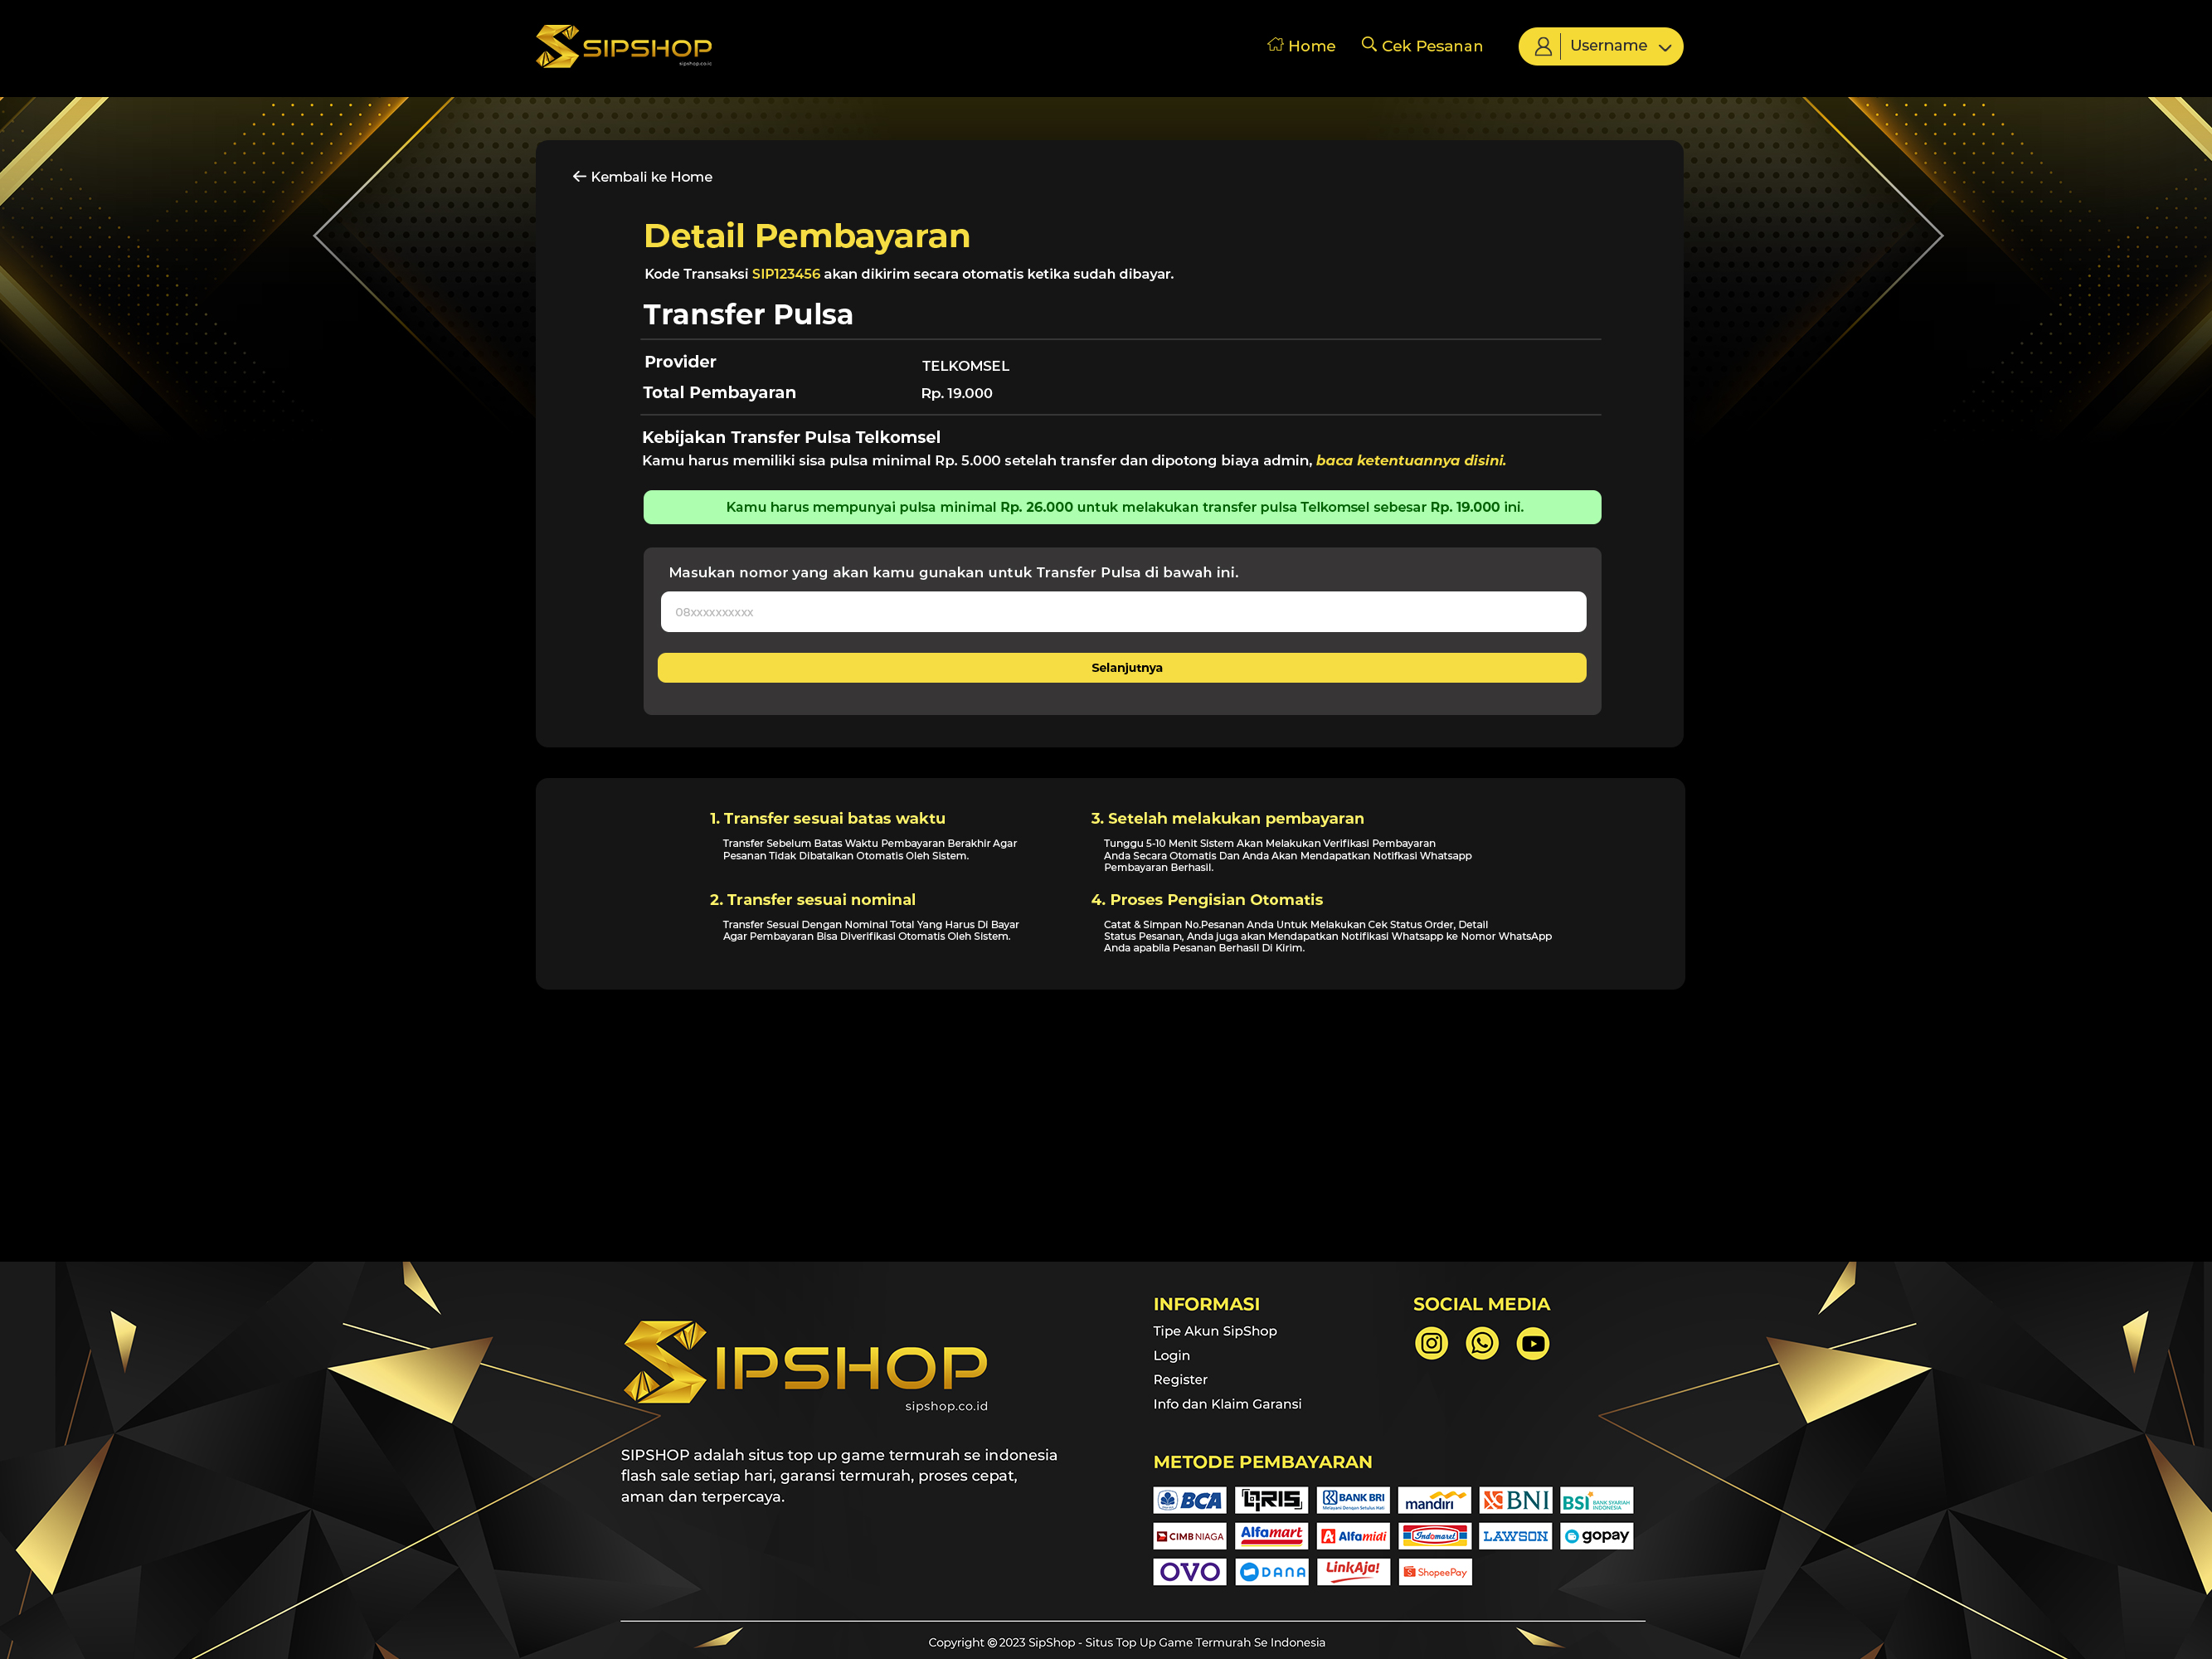 SIPSHOP
sipshop.co.id
Home
Cek Pesanan
Username
Kembali ke Home
Detail Pembayaran
Kode Transaksi SIP123456 akan dikirim secara otomatis ketika sudah dibayar.
Transfer Pulsa
Provider TELKOMSEL
Total Pembayaran Rp. 19.000
Kebijakan Transfer Pulsa Telkomsel
Kamu harus memiliki sisa pulsa minimal Rp. 5.000 setelah transfer dan dipotong biaya admin, baca ketentuannya disini.
Kamu harus mempunyai pulsa minimal Rp. 26.000 untuk melakukan transfer pulsa Telkomsel sebesar Rp. 19.000 ini.
Masukan nomor yang akan kamu gunakan untuk Transfer Pulsa di bawah ini.
08xxxxxxxxxx
Selanjutnya
1. Transfer sesuai batas waktu
Transfer Sebelum Batas Waktu Pembayaran Berakhir Agar
Pesanan Tidak Dibatalkan Otomatis Oleh Sistem.
2. Transfer sesuai nominal
Transfer Sesuai Dengan Nominal Total Yang Harus Di Bayar
Agar Pembayaran Bisa Diverifikasi Otomatis Oleh Sistem.
3. Setelah melakukan pembayaran
Tunggu 5-10 Menit Sistem Akan Melakukan Verifikasi Pembayaran
Anda Secara Otomatis Dan Anda Akan Mendapatkan Notifkasi Whatsapp
Pembayaran Berhasil.
4. Proses Pengisian Otomatis
Catat & Simpan No.Pesanan Anda Untuk Melakukan Cek Status Order, Detail
Status Pesanan, Anda juga akan Mendapatkan Notifikasi Whatsapp ke Nomor WhatsApp
Anda apabila Pesanan Berhasil Di Kirim.
SIPSHOP
sipshop.co.id
SIPSHOP adalah situs top up game termurah se indonesia
flash sale setiap hari, garansi termurah, proses cepat,
aman dan terpercaya.
INFORMASI
Tipe Akun SipShop
Login
Register
Info dan Klaim Garansi
SOCIAL MEDIA
METODE PEMBAYARAN
BCA QRIS BANK BRI mandiri BNI BSI BANK SYARIAH INDONESIA
Melayani Dengan Setulus Hati
CIMB NIAGA Alfamart Alfamidi Indomaret LAWSON gopay
OVO DANA LinkAja! ShopeePay
Copyright © 2023 SipShop - Situs Top Up Game Termurah Se Indonesia